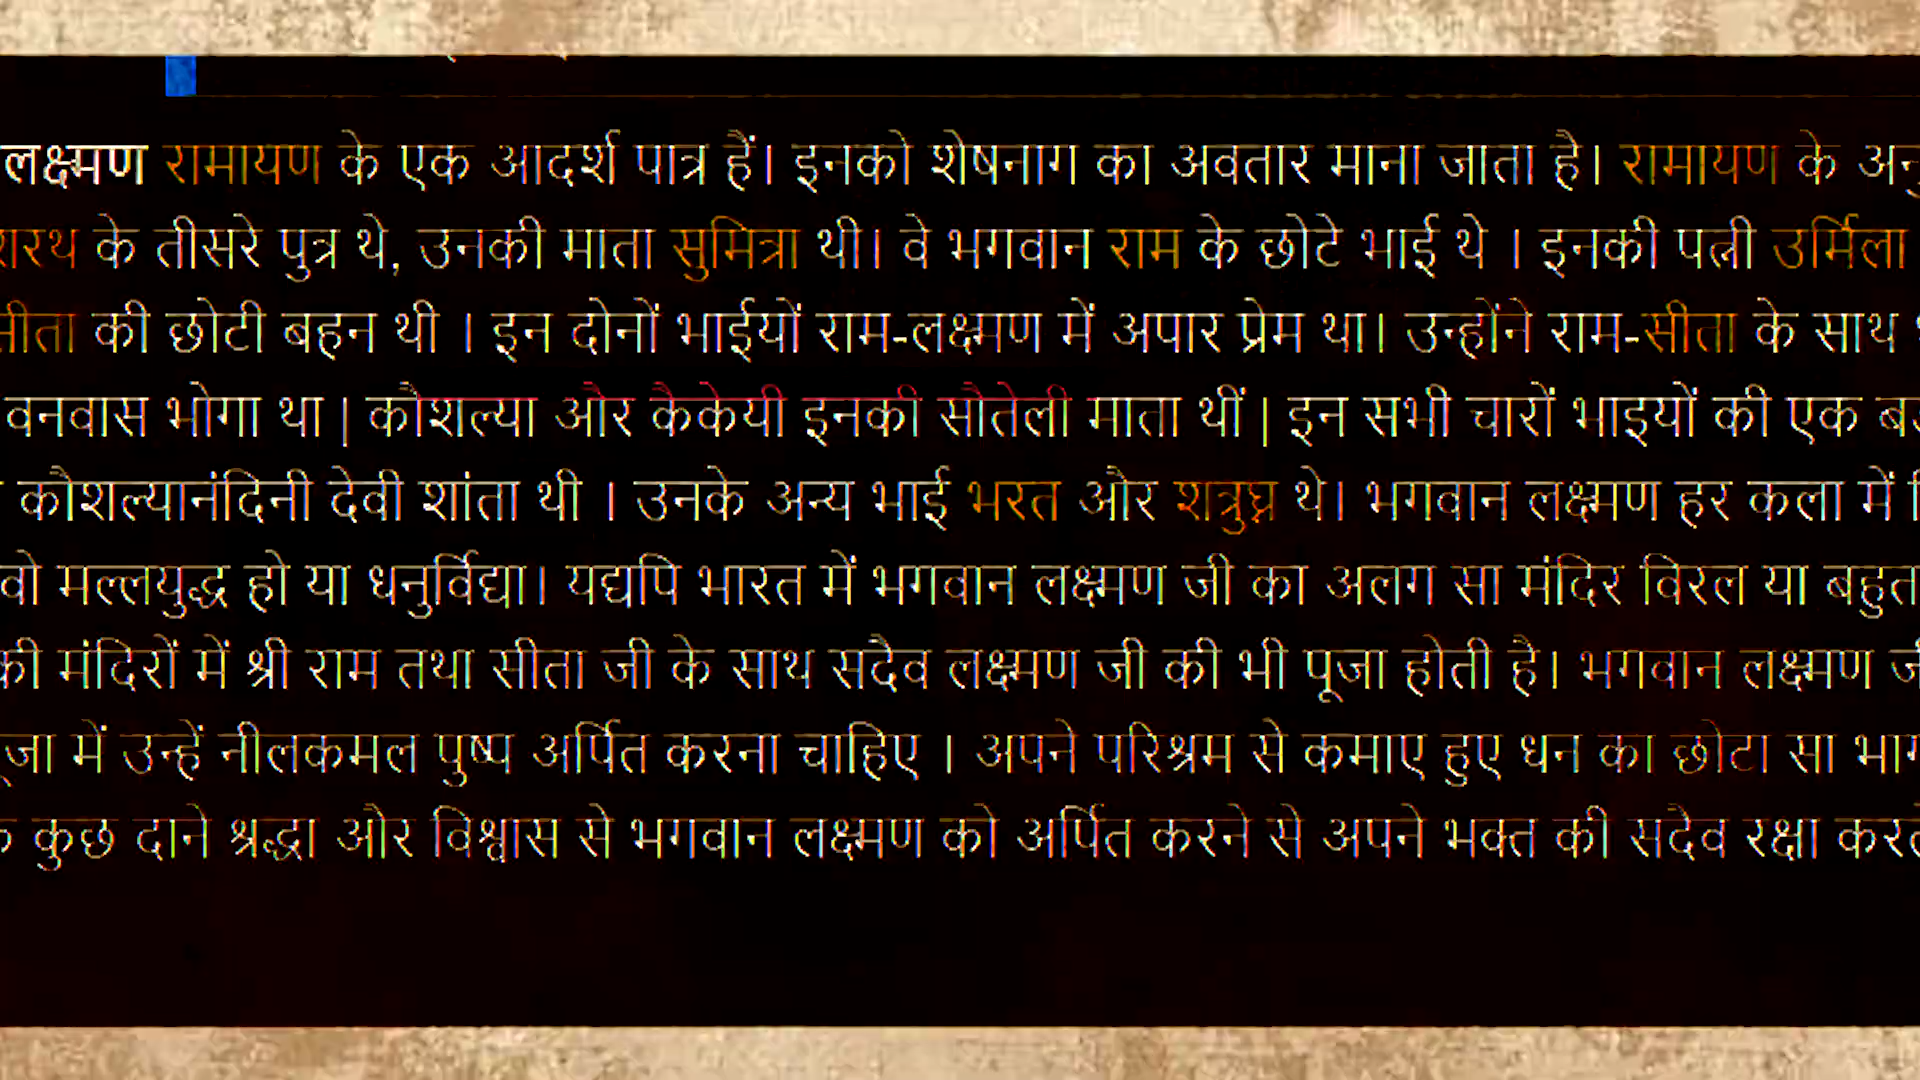 लक्ष्मण रामायण के एक आदर्श पात्र हैं। इनको शेषनाग का अवतार माना जाता है। रामायण के
के तीसरे पुत्र थे, उनकी माता सुमित्रा थी। वे भगवान राम के छोटे भाई थे । इनकी पत्नी उर्मिला
सीता की छोटी बहन थी । इन दोनों भाईयों राम-लक्ष्मण में अपार प्रेम था। उन्होंने राम-सीता के साथ
वनवास भोगा था | कौशल्या और कैकेयी इनकी सौतेली माता थीं | इन सभी चारों भाइयों की एक
कौशल्यानंदिनी देवी शांता थी । उनके अन्य भाई भरत और शत्रुघ्न थे। भगवान लक्ष्मण हर कला में
वो मल्लयुद्ध हो या धनुर्विद्या। यद्यपि भारत में भगवान लक्ष्मण जी का अलग सा मंदिर विरल या बहुत
की मंदिरों में श्री राम तथा सीता जी के साथ सदैव लक्ष्मण जी की भी पूजा होती है। भगवान लक्ष्मण
में उन्हें नीलकमल पुष्प अर्पित करना चाहिए । अपने परिश्रम से कमाए हुए धन का छोटा सा
कुछ दाने श्रद्धा और विश्वास से भगवान लक्ष्मण को अर्पित करने से अपने भक्त की सदैव रक्षा